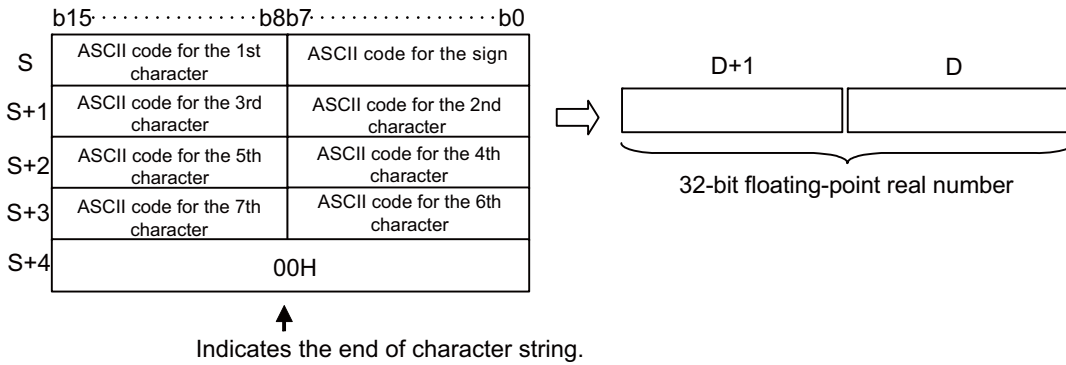 b15·············b8b7·················b0
S
ASCII code for the 1st
character
ASCII code for the sign
S+1
ASCII code for the 3rd
character
ASCII code for the 2nd
character
S+2
ASCII code for the 5th
character
ASCII code for the 4th
character
S+3
ASCII code for the 7th
character
ASCII code for the 6th
character
S+4
00H
Indicates the end of character string.
D+1
D
32-bit floating-point real number